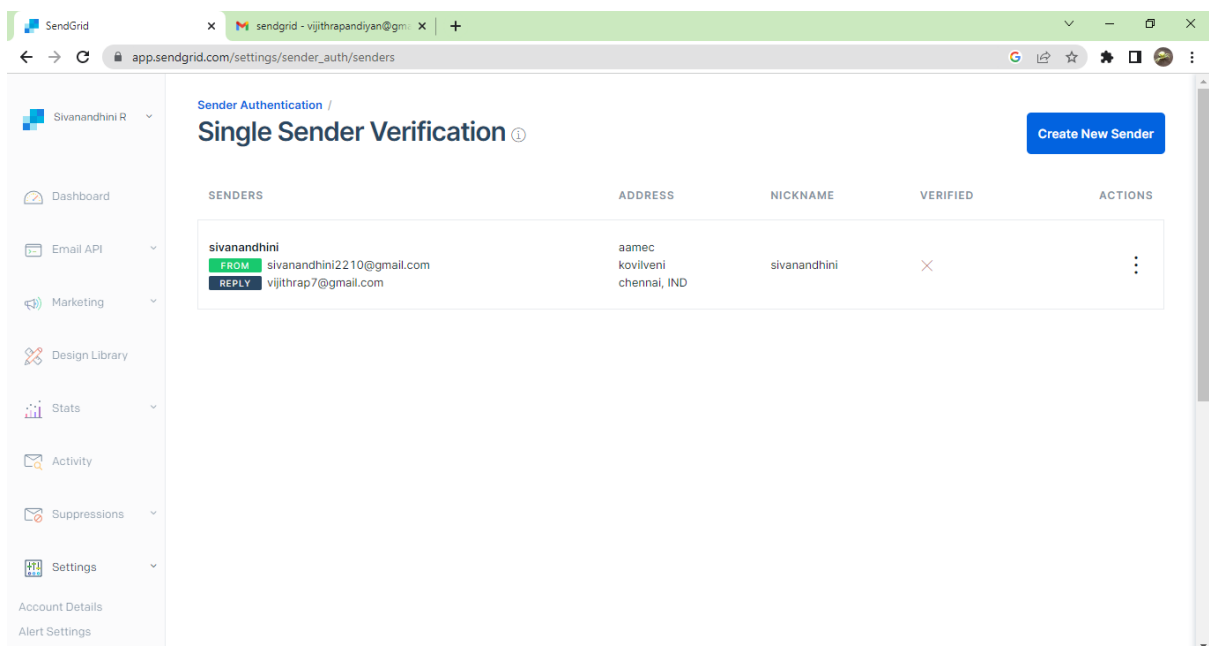 SendGrid
sendgrid - vijithrapandiyan@gm
app.sendgrid.com/settings/sender_auth/senders
Sivanandhini R
Dashboard
Email API
Marketing
Design Library
Stats
Activity
Suppressions
Settings
Account Details
Alert Settings
Sender Authentication /
Single Sender Verification
Create New Sender
SENDERS ADDRESS NICKNAME VERIFIED ACTIONS
sivanandhini
FROM sivanandhini2210@gmail.com
REPLY vijithrap7@gmail.com
aamec
kovilveni
chennai, IND
sivanandhini